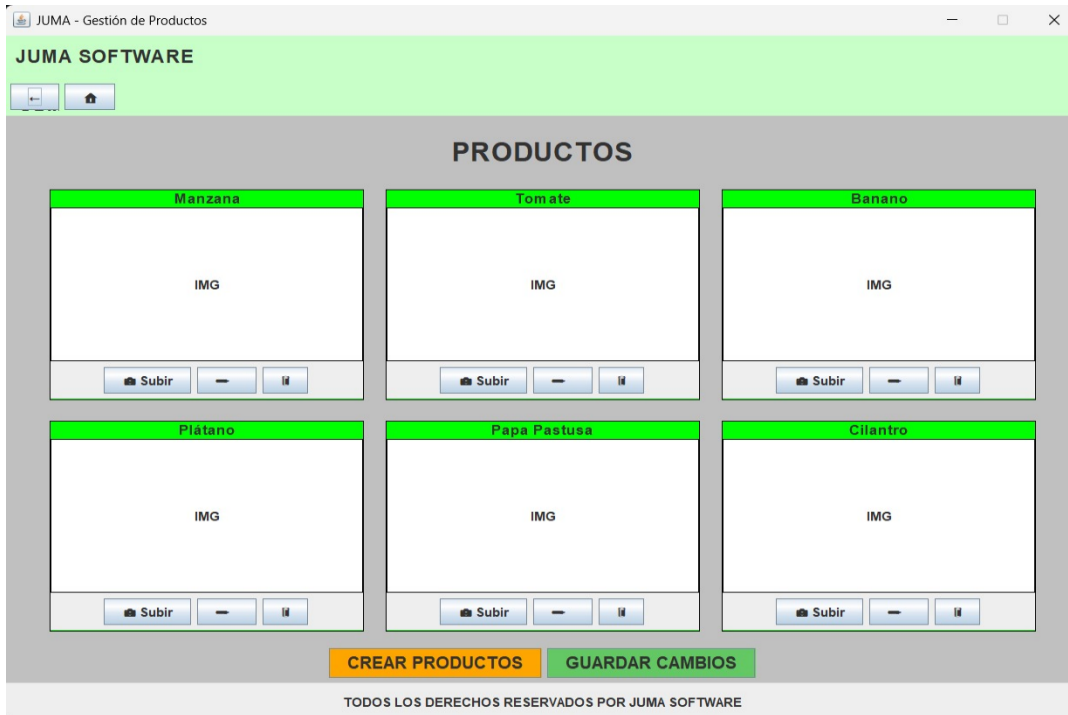 JUMA - Gestión de Productos
JUMA SOFTWARE
PRODUCTOS
Manzana Tomate Banano
IMG IMG IMG
Subir Subir Subir
Plátano Papa Pastusa Cilantro
IMG IMG IMG
Subir Subir Subir
CREAR PRODUCTOS GUARDAR CAMBIOS
TODOS LOS DERECHOS RESERVADOS POR JUMA SOFTWARE